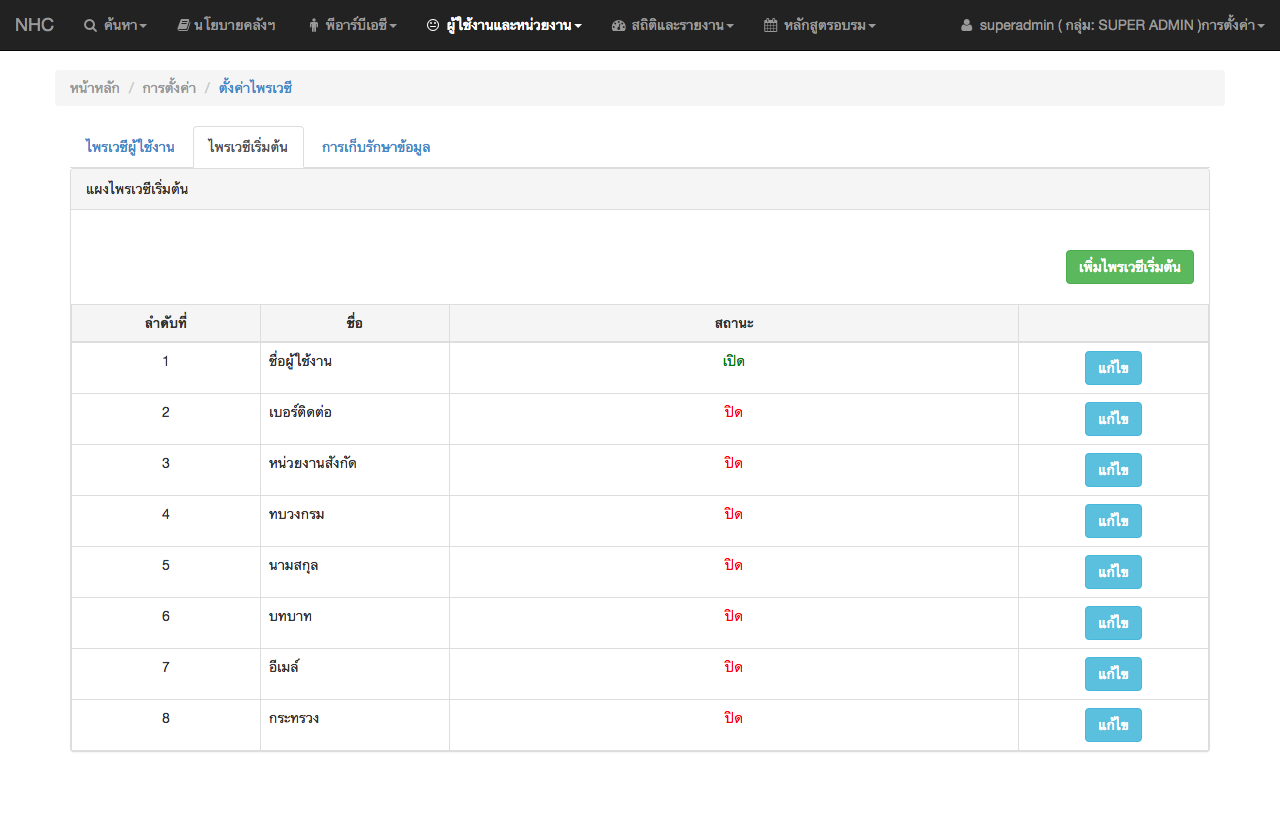 NHC ค้นหา นโยบายคลังฯ พีอาร์บีเอซี ผู้ใช้งานและหน่วยงาน สถิติและรายงาน หลักสูตรอบรม superadmin ( กลุ่ม: SUPER ADMIN )การตั้งค่า
หน้าหลัก / การตั้งค่า / ตั้งค่าไพรเวซี
ไพรเวซีผู้ใช้งาน ไพรเวซีเริ่มต้น การเก็บรักษาข้อมูล
แผงไพรเวซีเริ่มต้น
เพิ่มไพรเวซีเริ่มต้น
ลำดับที่ ชื่อ สถานะ
1 ชื่อผู้ใช้งาน เปิด แก้ไข
2 เบอร์ติดต่อ ปิด แก้ไข
3 หน่วยงานสังกัด ปิด แก้ไข
4 ทบวงกรม ปิด แก้ไข
5 นามสกุล ปิด แก้ไข
6 บทบาท ปิด แก้ไข
7 อีเมล์ ปิด แก้ไข
8 กระทรวง ปิด แก้ไข